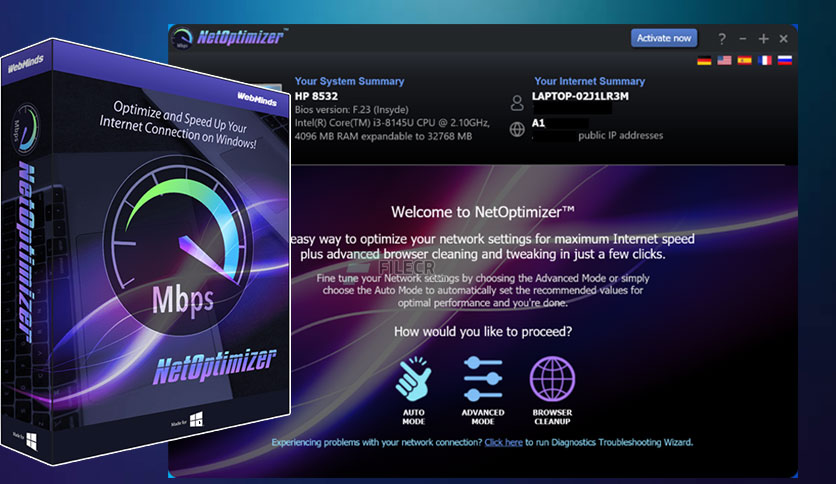 WebMinds
WebMinds
Optimize and Speed Up Your
Internet Connection on Windows!
Mbps
NetOptimizer
Mbps
NetOptimizer
Made for
Made for
Mbps
NetOptimizer™
Activate now
?
Your System Summary
HP 8532
Bios version: F.23 (Insyde)
Intel(R) Core(TM) i3-8145U CPU @ 2.10GHz,
4096 MB RAM expandable to 32768 MB
Your Internet Summary
LAPTOP-02J1LR3M
A1
public IP addresses
Welcome to NetOptimizer™
easy way to optimize your network settings for maximum Internet speed
plus advanced browser cleaning and tweaking in just a few clicks.
FILECR
Fine tune your Network settings by choosing the Advanced Mode or simply
choose the Auto Mode to automatically set the recommended values for
optimal performance and you're done.
How would you like to proceed?
AUTO
MODE
ADVANCED
MODE
BROWSER
CLEANUP
Experiencing problems with your network connection? Click here to run Diagnostics Troubleshooting Wizard.